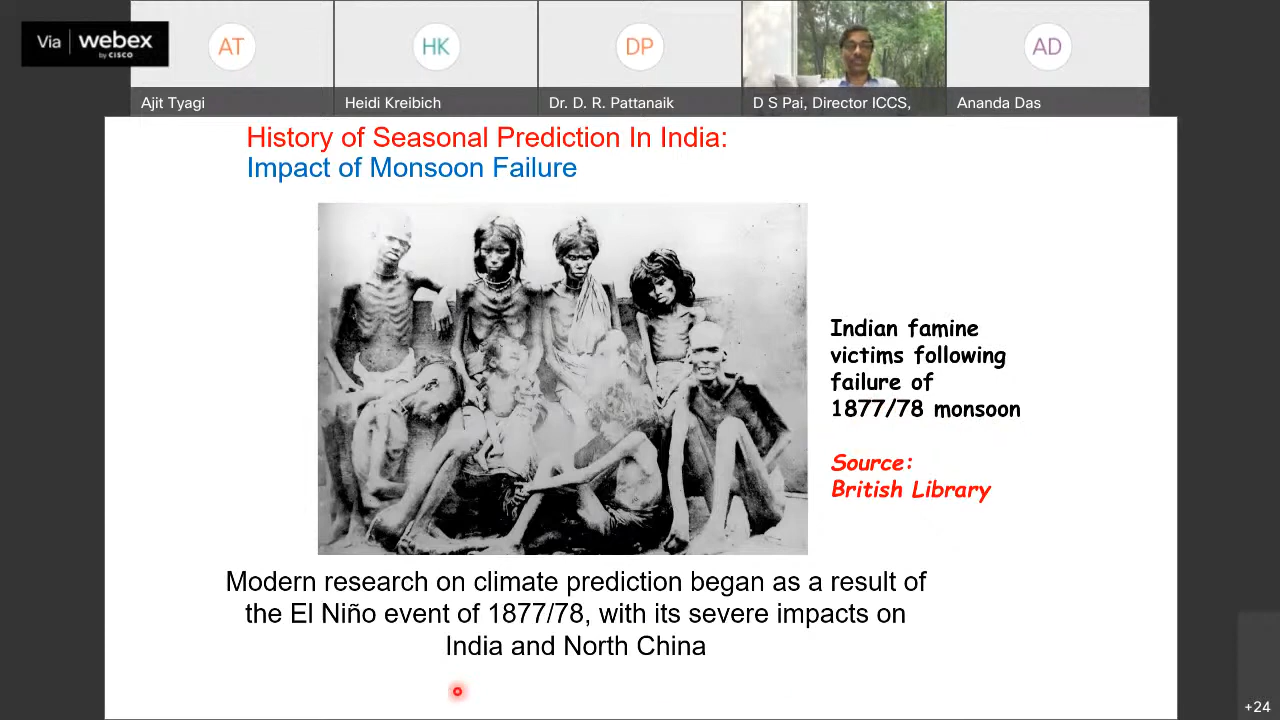 Via webex
by CISCO
AT
HK
DP
AD
Ajit Tyagi
Heidi Kreibich
Dr. D. R. Pattanaik
D S Pai, Director ICCS,
Ananda Das
History of Seasonal Prediction In India:
Impact of Monsoon Failure
Indian famine
victims following
failure of
1877/78 monsoon
Source:
British Library
Modern research on climate prediction began as a result of
the El Niño event of 1877/78, with its severe impacts on
India and North China
+24